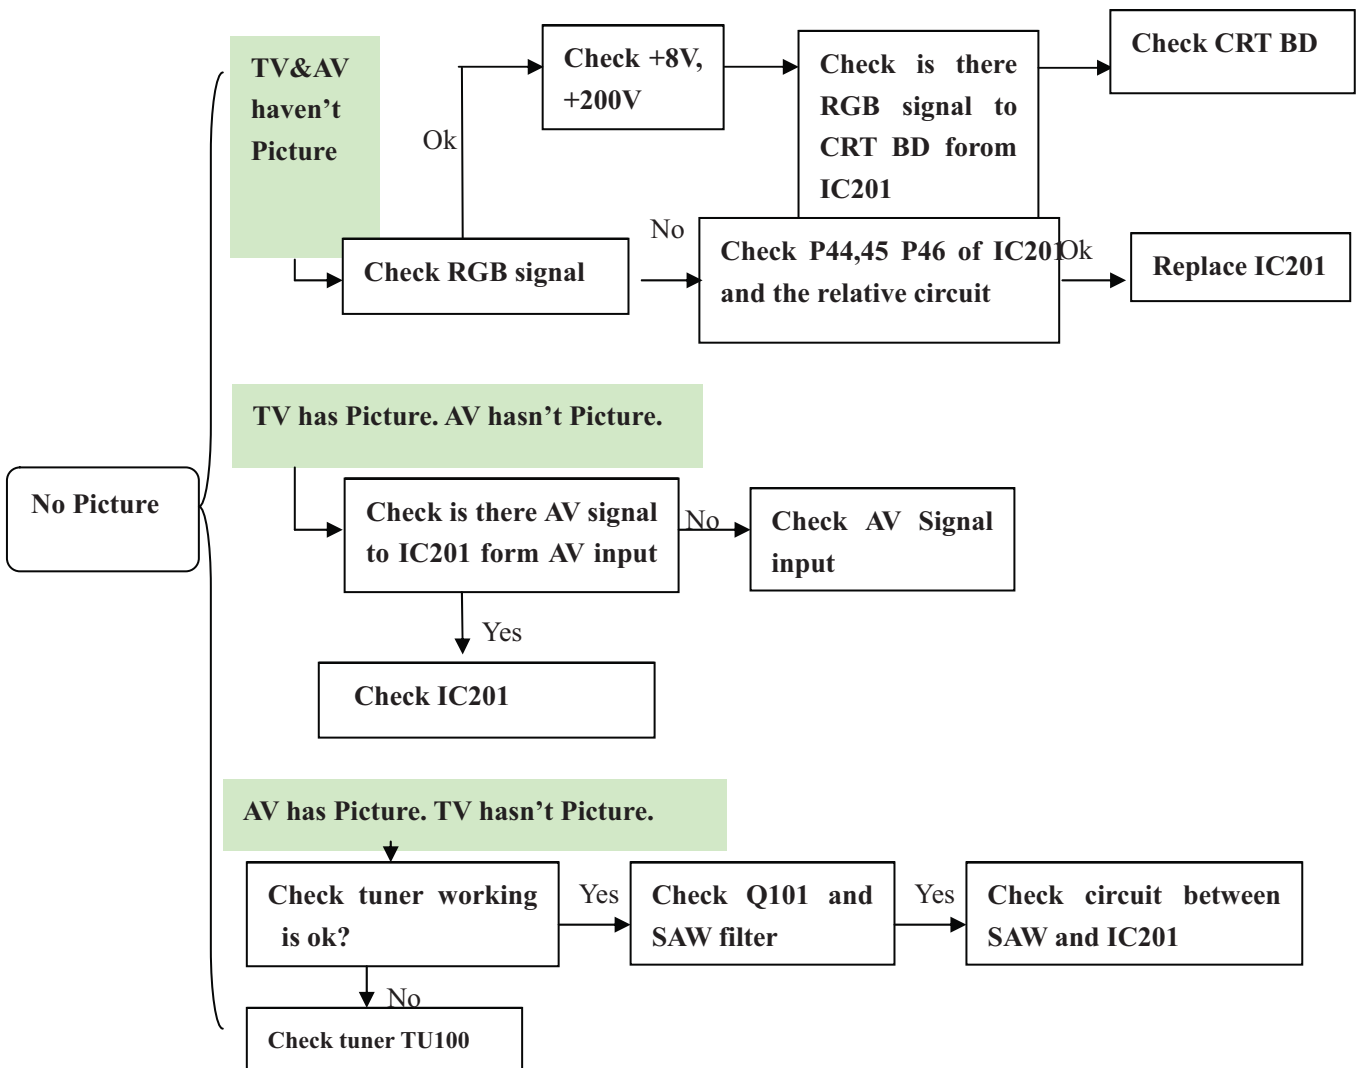 No Picture
TV&AV
haven’t
Picture
Ok
Check +8V,
+200V
Check is there
RGB signal to
CRT BD forom
IC201
Check CRT BD
Check RGB signal
No
Check P44,45 P46 of IC201
and the relative circuit
Ok
Replace IC201
TV has Picture. AV hasn’t Picture.
Check is there AV signal
to IC201 form AV input
No
Check AV Signal
input
Yes
Check IC201
AV has Picture. TV hasn’t Picture.
Check tuner working
is ok?
Yes
Check Q101 and
SAW filter
Yes
Check circuit between
SAW and IC201
No
Check tuner TU100